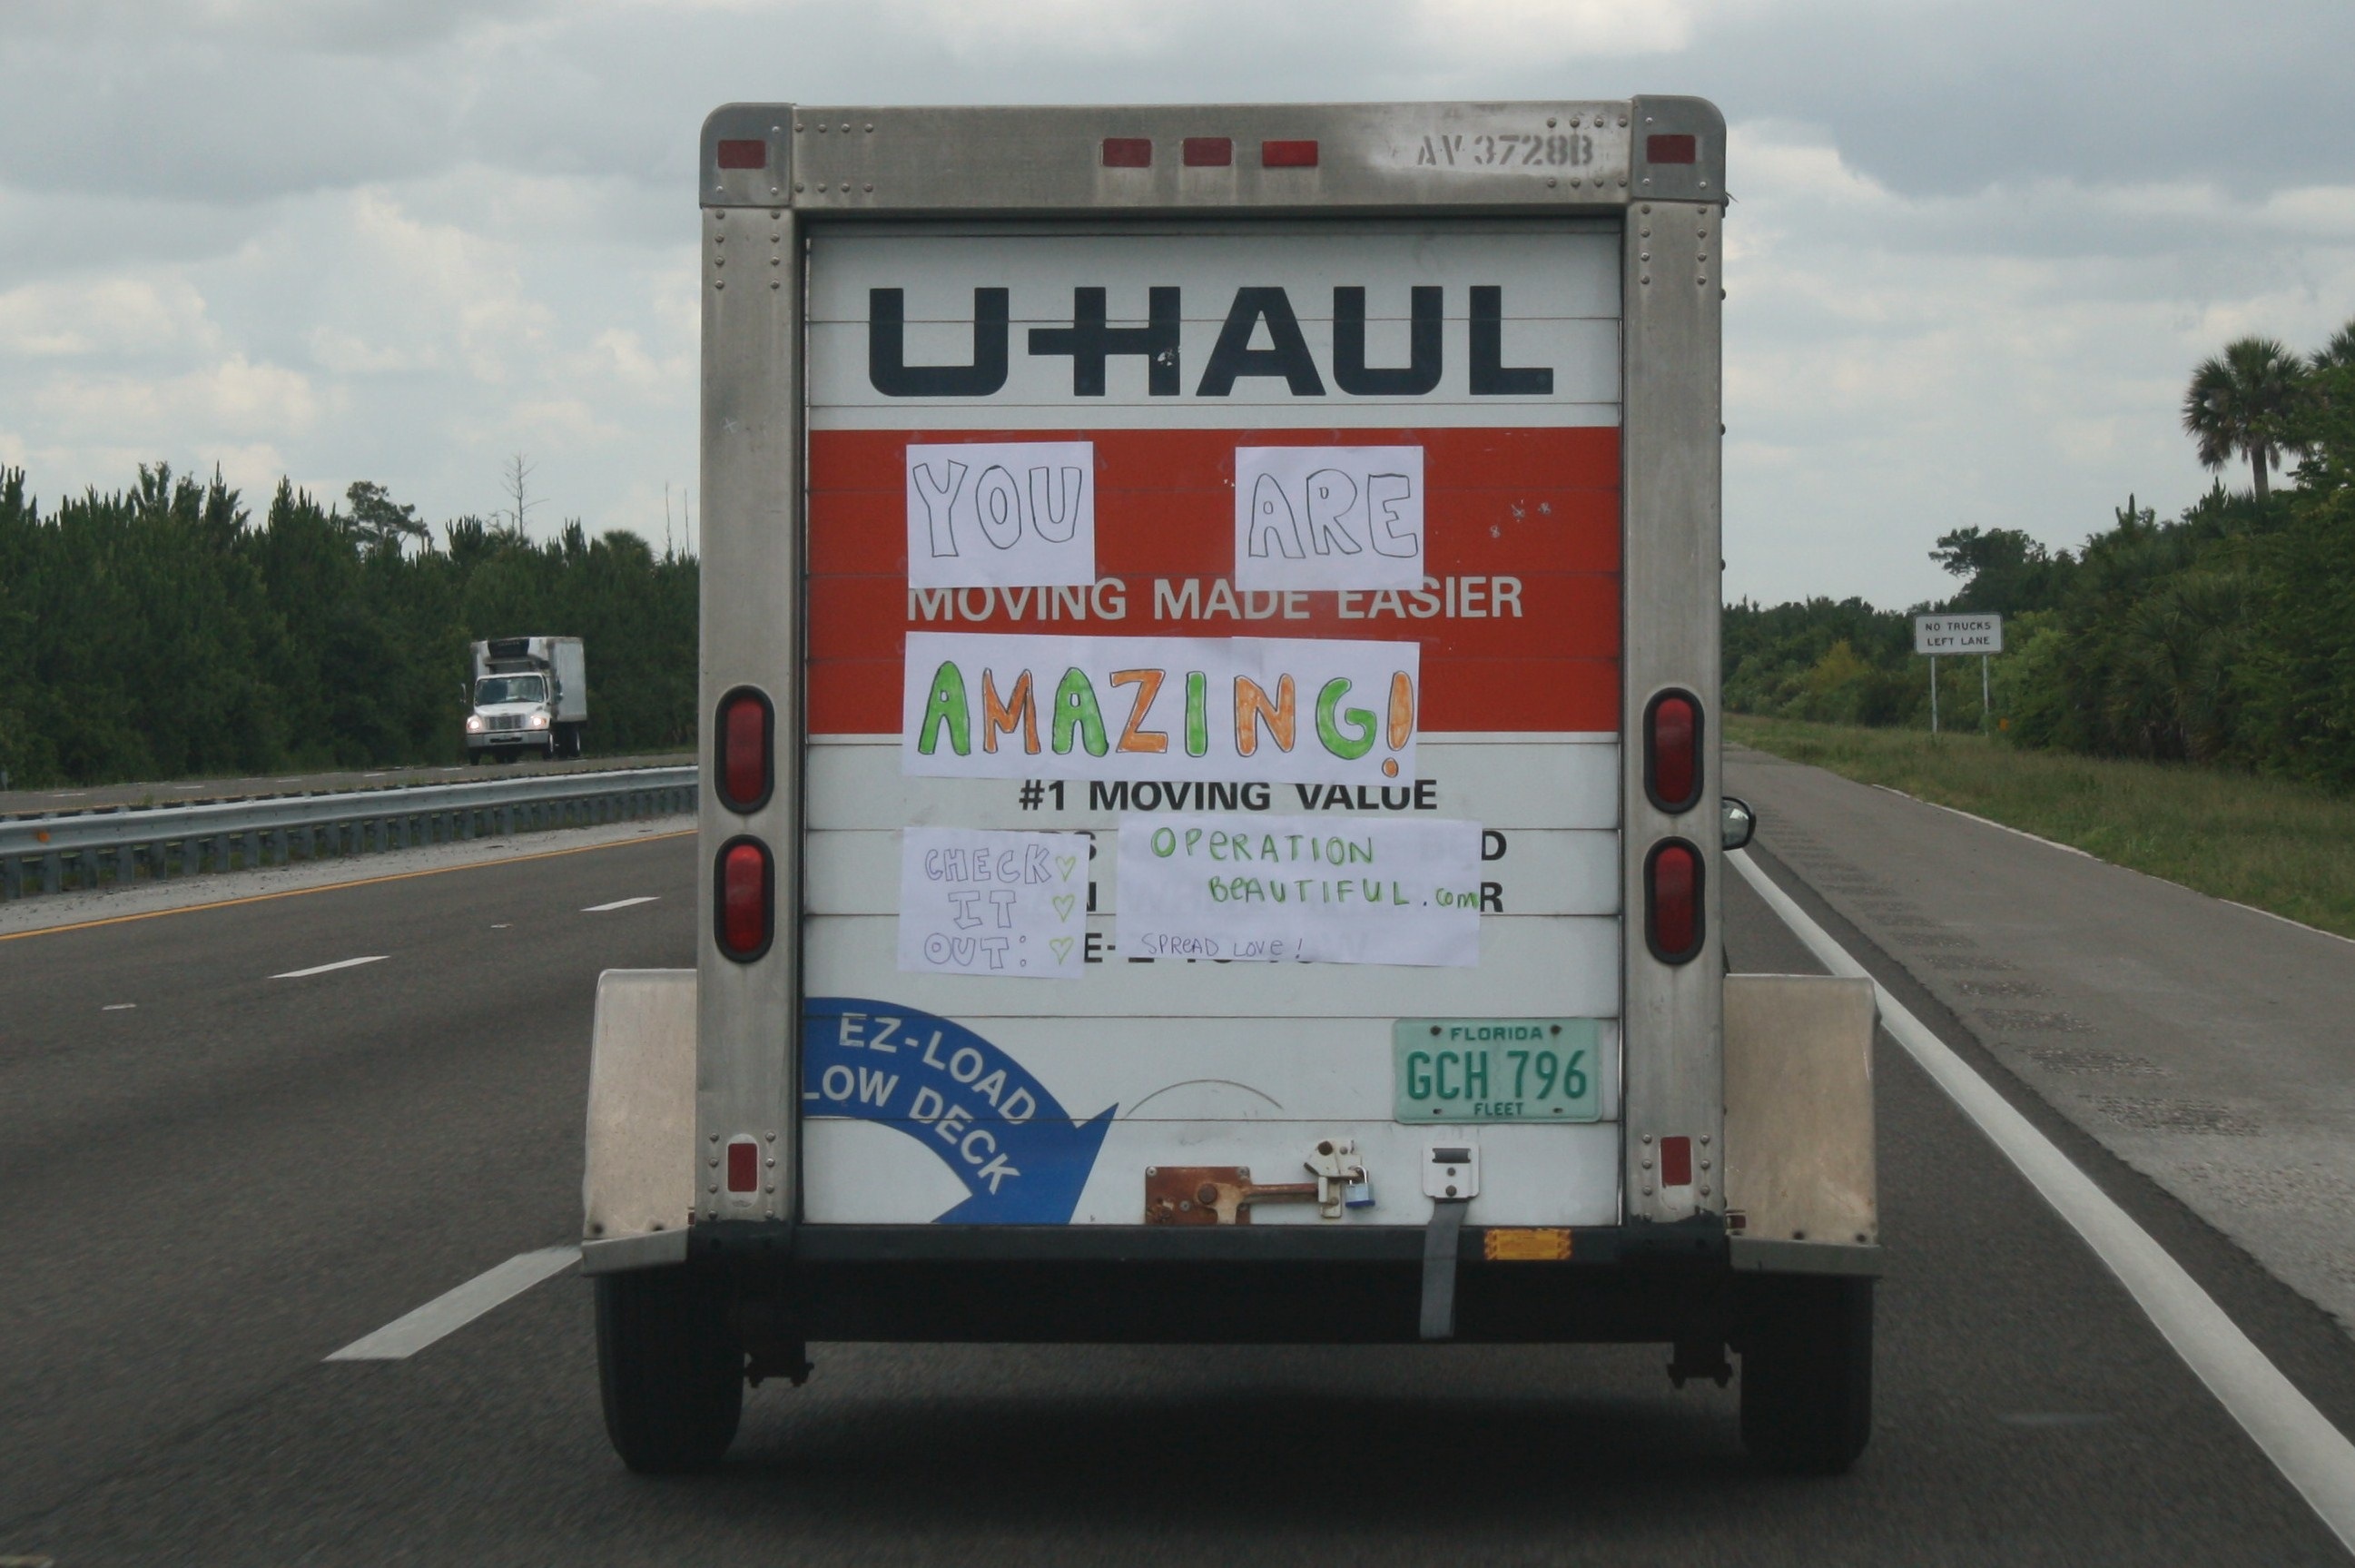 AV 3728B
U-HAUL
YOU ARE
MOVING MADE EASIER
AMAZING!
#1 MOVING VALUE
CHECK
IT
OUT:
OPERATION
BEAUTIFUL.com
SPREAD LOVE!
EZ-LOAD
LOW DECK
FLORIDA
GCH 796
FLEET
NO TRUCKS
LEFT LANE